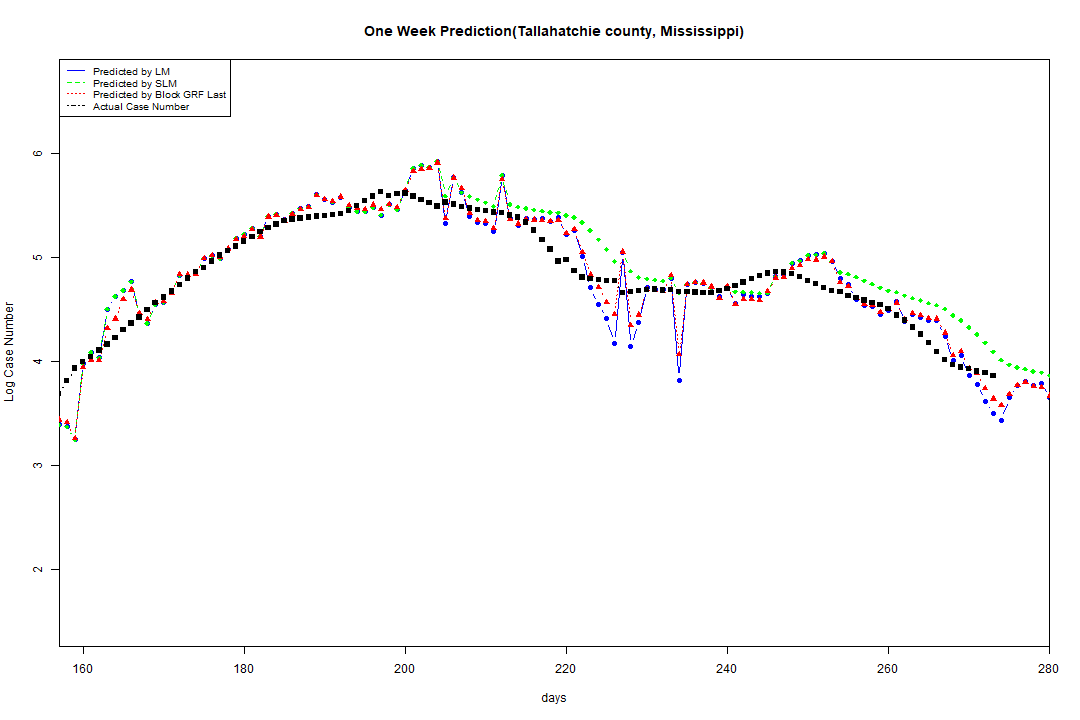 One Week Prediction(Tallahatchie county, Mississippi)
Predicted by LM
Predicted by SLM
Predicted by Block GRF Last
Actual Case Number
Log Case Number
6
5
4
3
2
160 180 200 220 240 260 280
days